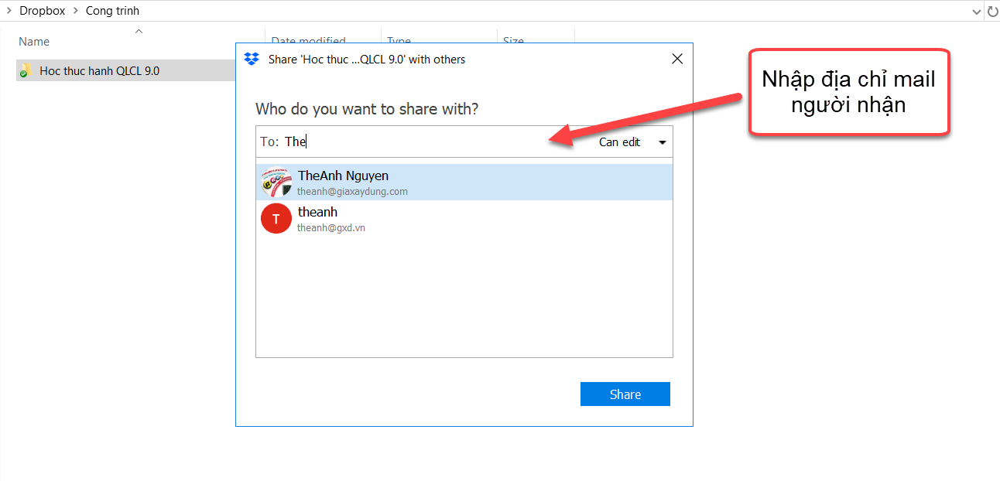 Dropbox > Cong trinh
Name
Date modified
Type
Size
Hoc thuc hanh QLCL 9.0
Share 'Hoc thuc ...QLCL 9.0' with others
Who do you want to share with?
To: The
Can edit
TheAnh Nguyen
theanh@giaxaydung.com
T
theanh
theanh@gxd.vn
Share
Nhập địa chỉ mail
người nhận